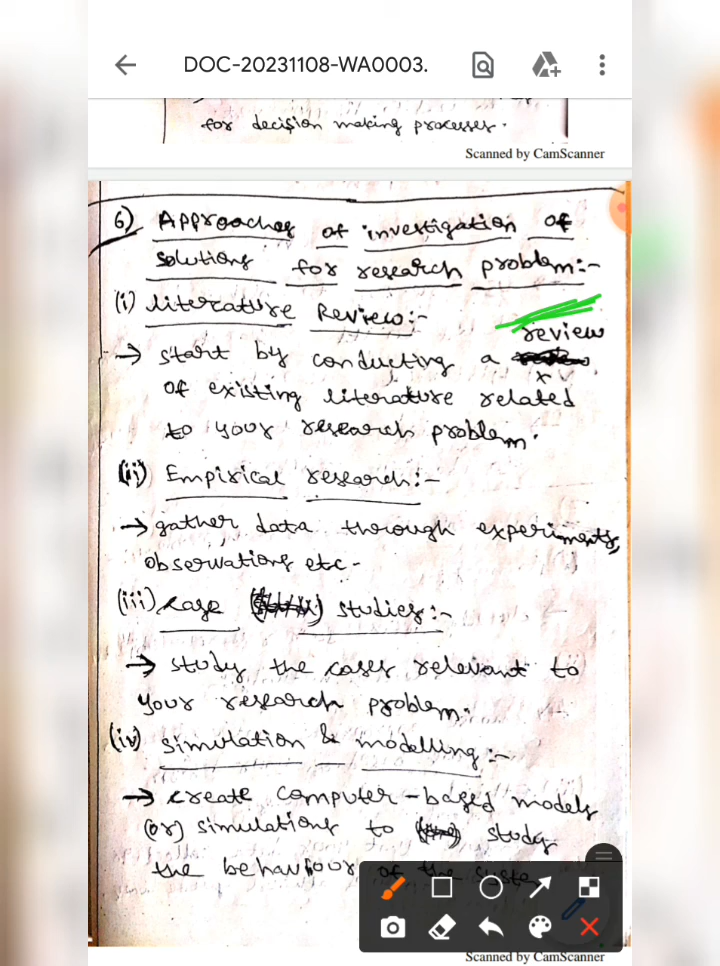 DOC-20231108-WA0003.
for decision making processes.
Scanned by CamScanner
6) Approaches of investigation of
solutions for research problem:-
(i) literature Review:-
review
→ start by conducting a
of existing literature related
to your research problem.
(ii) Empirical research:-
→ gather data through experiments,
observations etc-
(iii) case studies:-
→ study the cases relevant to
your research problem.
(iv) simulation & modelling:-
→ create computer-based models
(or) simulations to study
the behaviour of the syste
Scanned by CamScanner